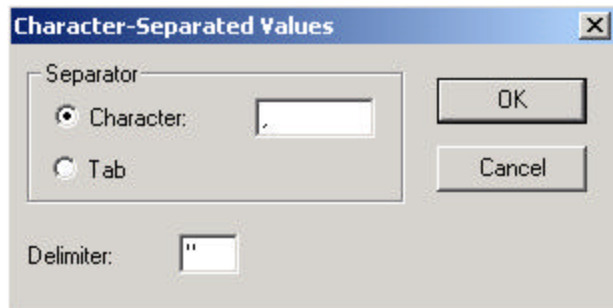 Character-Separated Values
Separator
Character: ,
OK
Tab
Cancel
Delimiter: "